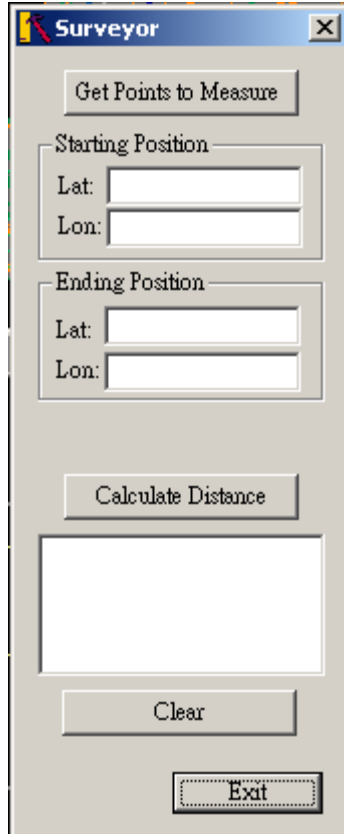 Surveyor
Get Points to Measure
Starting Position
Lat:
Lon:
Ending Position
Lat:
Lon:
Calculate Distance
Clear
Exit